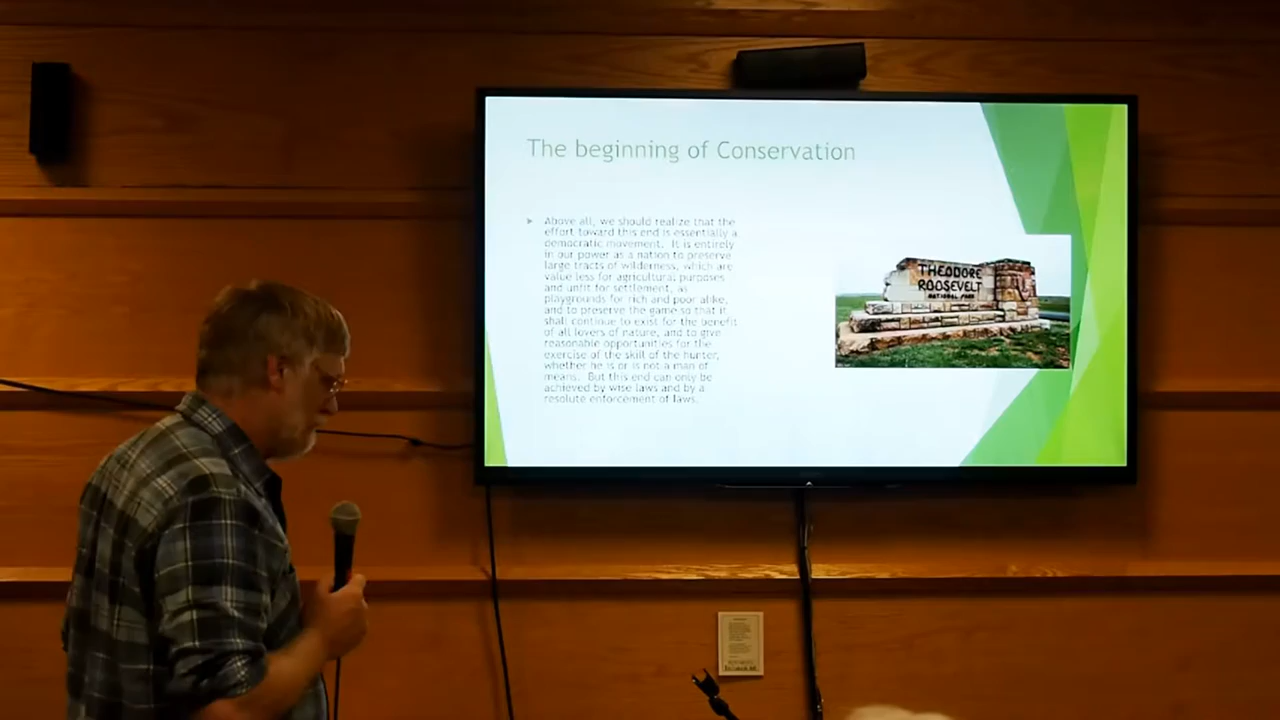 The beginning of Conservation
Above all, we should realize that the
effort toward this end is essentially a
democratic movement. It is entirely
in our power as a nation to preserve
large tracts of wilderness, which are
value less for agricultural purposes
and unfit for settlement, as
playgrounds for rich and poor alike,
and to preserve the game so that it
shall continue to exist for the benefit
of all lovers of nature, and to give
reasonable opportunities for the
exercise of the skill of the hunter,
whether he is or is not a man of
means. But this end can only be
achieved by wise laws and by a
resolute enforcement of laws.
THEODORE
ROOSEVELT
NATIONAL PARK